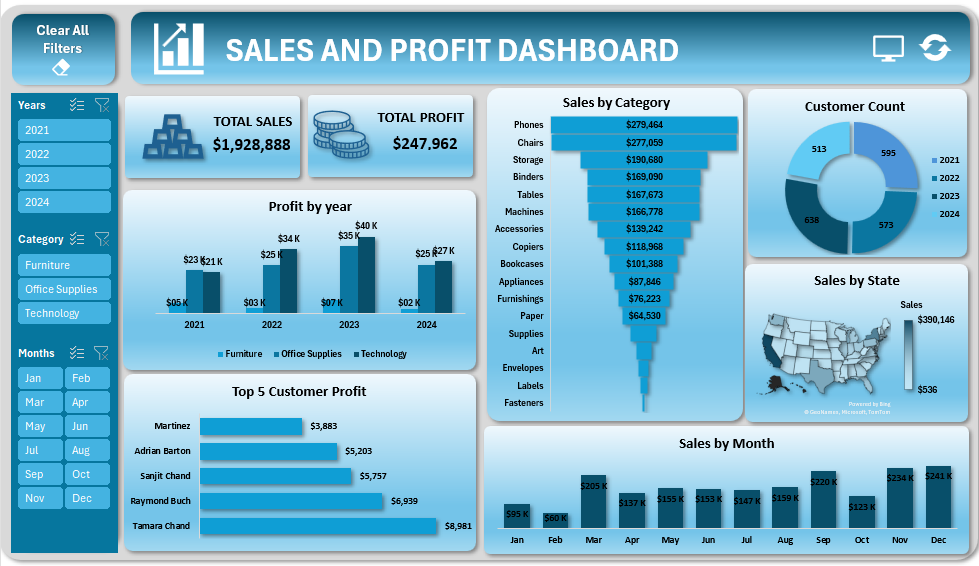 Clear All
Filters
SALES AND PROFIT DASHBOARD
Years
2021
2022
2023
2024
Category
Furniture
Office Supplies
Technology
Months
Jan Feb
Mar Apr
May Jun
Jul Aug
Sep Oct
Nov Dec
TOTAL SALES
$1,928,888
TOTAL PROFIT
$247,962
Profit by year
$05 K $23 K $21 K
$03 K $25 K $34 K
$07 K $35 K $40 K
$02 K $25 K $27 K
2021 2022 2023 2024
Furniture Office Supplies Technology
Top 5 Customer Profit
Martinez $3,883
Adrian Barton $5,203
Sanjit Chand $5,757
Raymond Buch $6,939
Tamara Chand $8,981
Sales by Category
Phones $279,464
Chairs $277,059
Storage $190,680
Binders $169,090
Tables $167,673
Machines $166,778
Accessories $139,242
Copiers $118,968
Bookcases $101,388
Appliances $87,846
Furnishings $76,223
Paper $64,530
Supplies
Art
Envelopes
Labels
Fasteners
Customer Count
513 595
638 573
2021
2022
2023
2024
Sales by State
Sales
$390,146
$536
Powered by Bing
© GeoNames, Microsoft, TomTom
Sales by Month
$95 K $60 K $205 K $137 K $155 K $153 K $147 K $159 K $220 K $123 K $234 K $241 K
Jan Feb Mar Apr May Jun Jul Aug Sep Oct Nov Dec